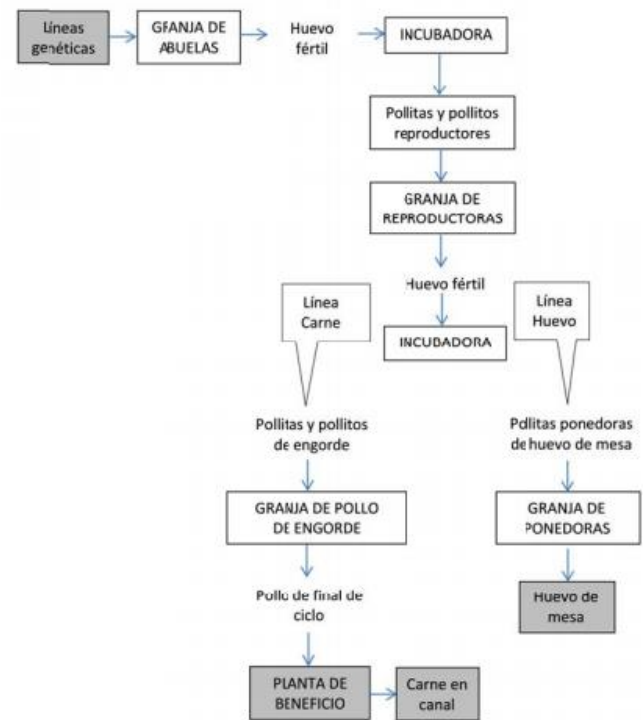 Líneas
genéticas
GFANJA DE
ABUELAS
Huevo
fértil
INCUBADORA
Pollitas y pollitos
reproductores
GRANJA DE
REPRODUCTORAS
Huevo fértil
INCUBADORA
Línea
Carne
Línea
Huevo
Pollitas y pollitos
de engorde
Pollitas ponedoras
de huevo de mesa
GRANJA DE POLLO
DE ENGORDE
GRANJA DE
PONEDORAS
Pollo de final de
ciclo
Huevo de
mesa
PLANTA DE
BENEFICIO
Carne en
canal